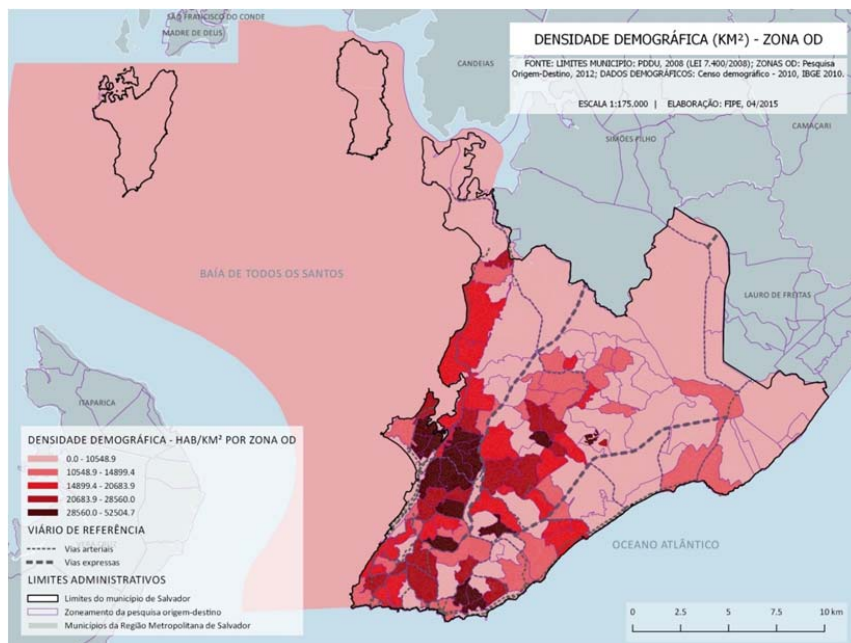 SÃO FRANCISCO DO CONDE
MADRE DE DEUS
CANDEIAS
DENSIDADE DEMOGRÁFICA (KM²) - ZONA OD
FONTE: LIMITES MUNICIPIO: PDDU, 2008 (LEI 7.400/2008); ZONAS OD: Pesquisa
Origem-Destino, 2012; DADOS DEMOGRÁFICOS: Censo demográfico - 2010, IBGE 2010.
ESCALA 1:175.000 | ELABORAÇÃO: FIPE, 04/2015
CAMAÇARI
SIMÕES FILHO
BAÍA DE TODOS OS SANTOS
LAURO DE FREITAS
ITAPARICA
DENSIDADE DEMOGRÁFICA - HAB/KM² POR ZONA OD
0.0 - 10548.9
10548.9 - 14899.4
14899.4 - 20683.9
20683.9 - 28560.0
28560.0 - 52504.7
VIÁRIO DE REFERÊNCIA
Vias arteriais
VERA CRUZ
Vias expressas
LIMITES ADMINISTRATIVOS
Limites do município de Salvador
Zoneamento da pesquisa origem-destino
Municípios da Região Metropolitana de Salvador
OCEANO ATLÂNTICO
0 2.5 5 7.5 10 km